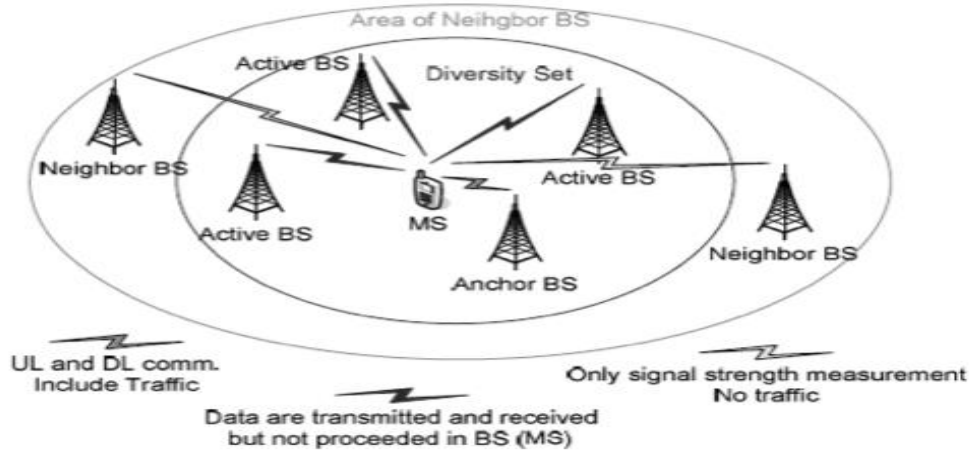 Area of Neihgbor BS
Active BS
Diversity Set
Neighbor BS
Active BS
Active BS
MS
Neighbor BS
Anchor BS
UL and DL comm.
Include Traffic
Only signal strength measurement
No traffic
Data are transmitted and received
but not proceeded in BS (MS)